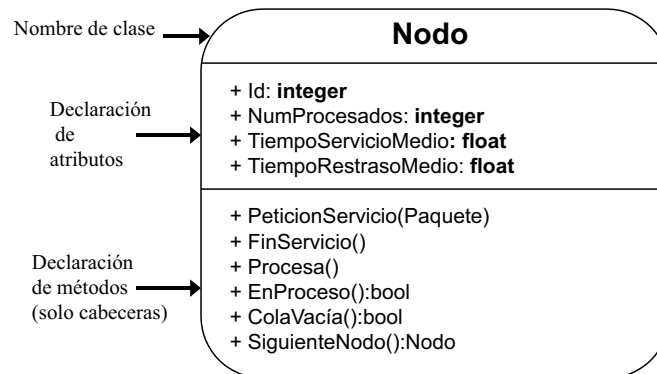 Nombre de clase
Nodo
Declaración
de
atributos
+ Id: integer
+ NumProcesados: integer
+ TiempoServicioMedio: float
+ TiempoRestrasoMedio: float
Declaración
de métodos
(solo cabeceras)
+ PeticionServicio(Paquete)
+ FinServicio()
+ Procesa()
+ EnProceso():bool
+ ColaVacía():bool
+ SiguienteNodo():Nodo